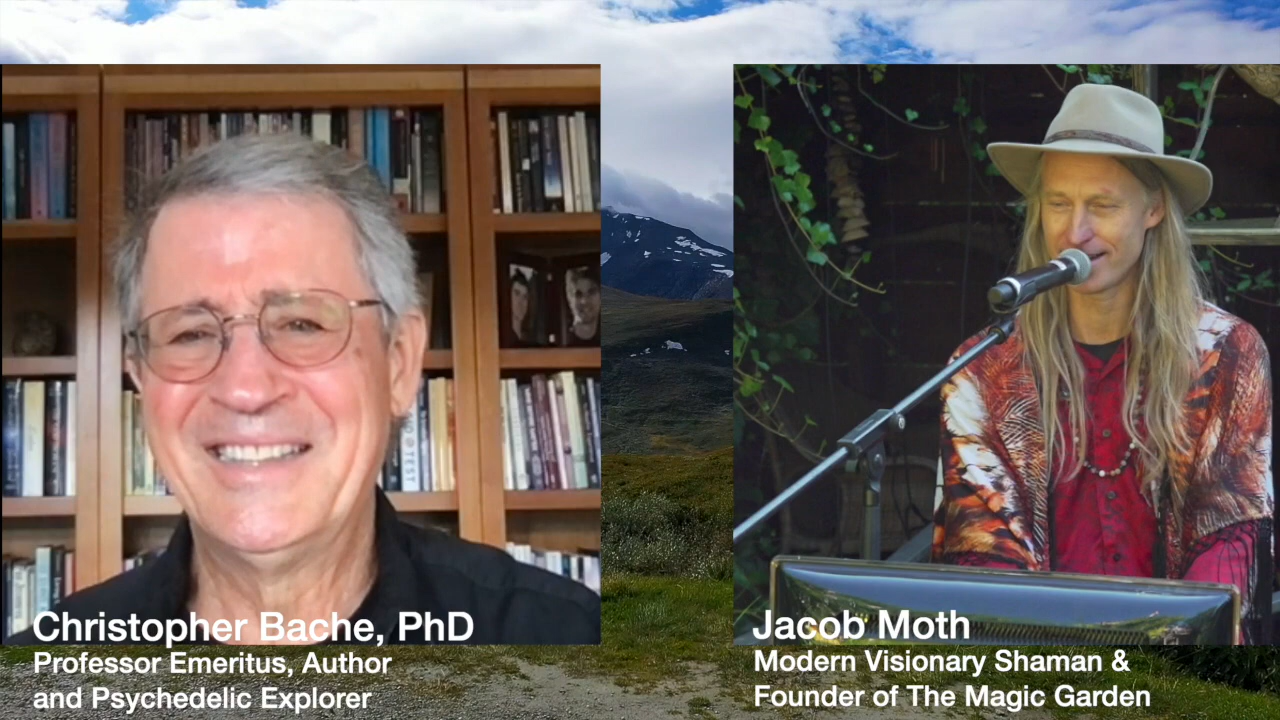 Christopher Bache, PhD
Professor Emeritus, Author
and Psychedelic Explorer
Jacob Moth
Modern Visionary Shaman &
Founder of The Magic Garden